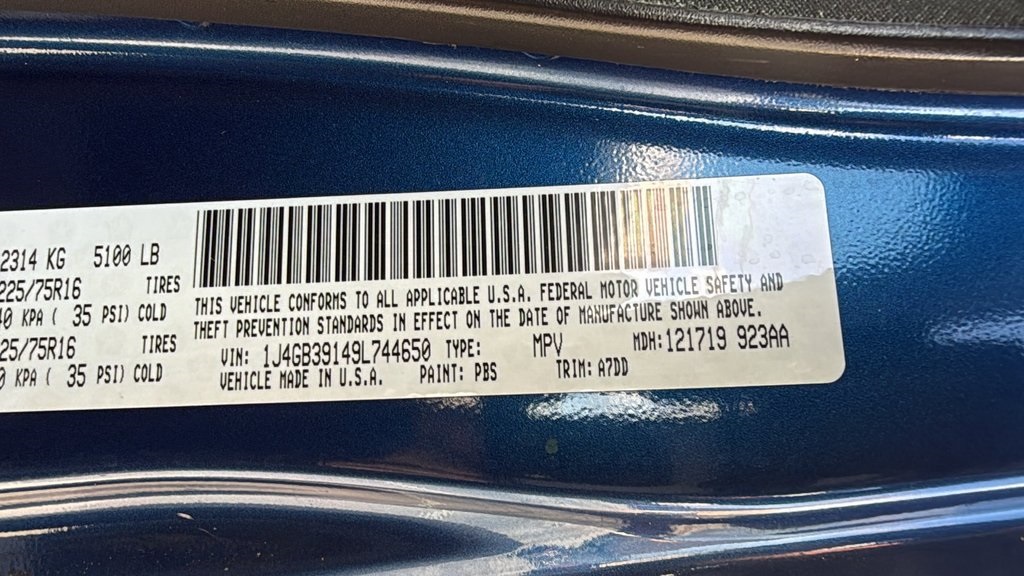 2314 KG 5100 LB
225/75R16 TIRES
40 KPA ( 35 PSI) COLD
25/75R16 TIRES
0 KPA ( 35 PSI) COLD
THIS VEHICLE CONFORMS TO ALL APPLICABLE U.S.A. FEDERAL MOTOR VEHICLE SAFETY AND
THEFT PREVENTION STANDARDS IN EFFECT ON THE DATE OF MANUFACTURE SHOWN ABOVE.
VIN: 1J4GB39149L744650 TYPE: MPV MDH:121719 923AA
VEHICLE MADE IN U.S.A. PAINT: PBS TRIM: A7DD